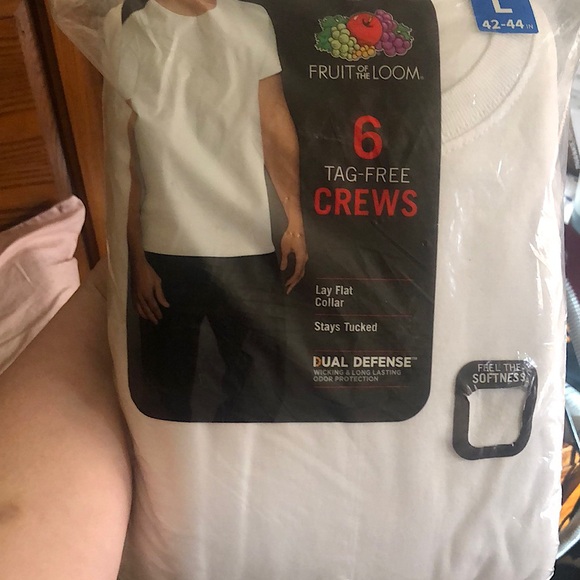 L
42-44 IN
FRUIT OF THE LOOM®
6
TAG-FREE
CREWS
Lay Flat
Collar
Stays Tucked
DUAL DEFENSE™
WICKING & LONG LASTING
ODOR PROTECTION
FEEL THE
SOFTNESS